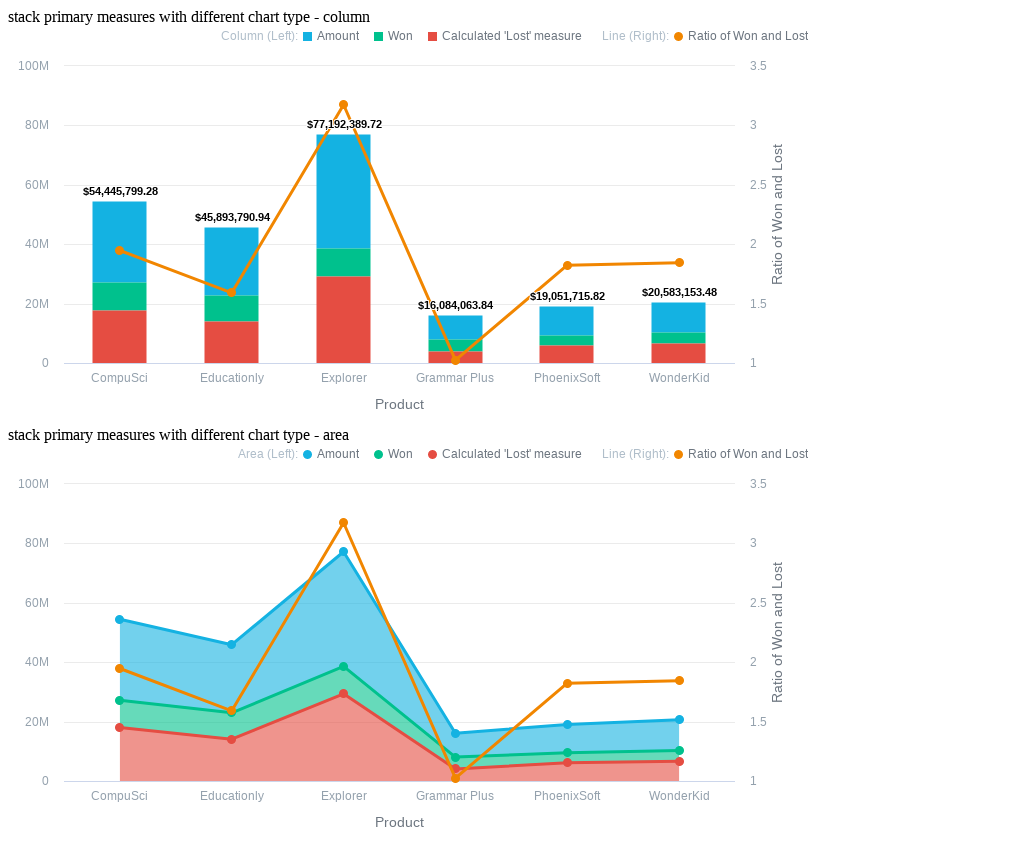 stack primary measures with different chart type - column
Column (Left): Amount Won Calculated 'Lost' measure Line (Right): Ratio of Won and Lost
100M 3.5
80M $77,192,389.72 3
60M $54,445,799.28 2.5
$45,893,790.94
40M 2
20M $16,084,063.84 $19,051,715.82 $20,583,153.48 1.5
0 1
Ratio of Won and Lost
CompuSci Educationly Explorer Grammar Plus PhoenixSoft WonderKid
Product
stack primary measures with different chart type - area
Area (Left): Amount Won Calculated 'Lost' measure Line (Right): Ratio of Won and Lost
100M 3.5
80M 3
60M 2.5
40M 2
20M 1.5
0 1
Ratio of Won and Lost
CompuSci Educationly Explorer Grammar Plus PhoenixSoft WonderKid
Product